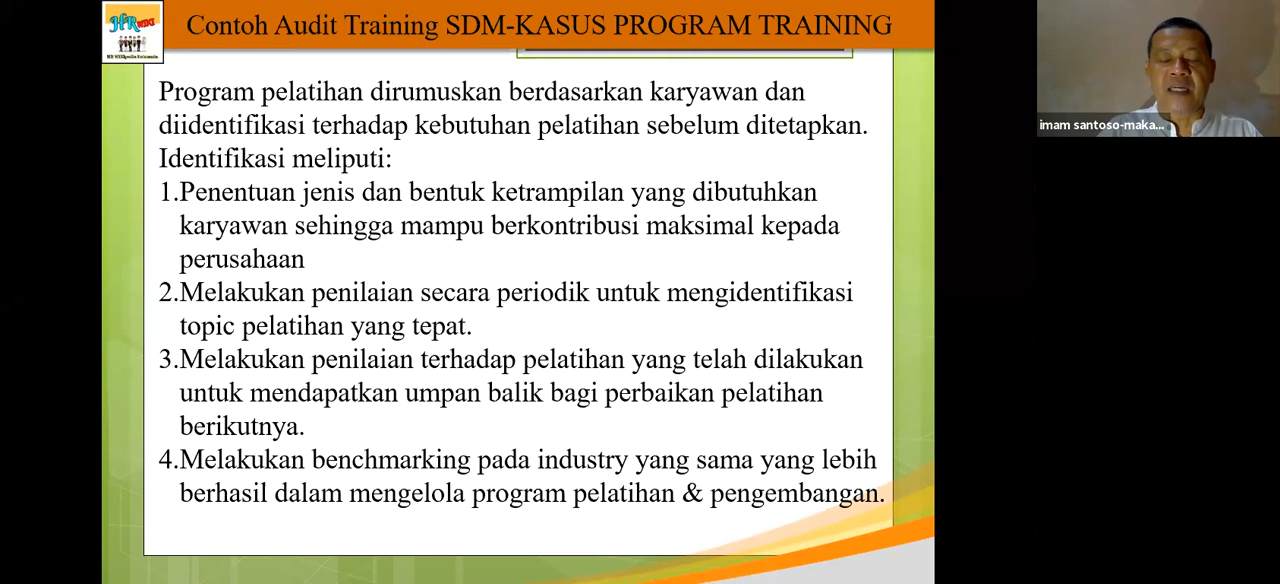 Contoh Audit Training SDM-KASUS PROGRAM TRAINING
Program pelatihan dirumuskan berdasarkan karyawan dan
diidentifikasi terhadap kebutuhan pelatihan sebelum ditetapkan.
Identifikasi meliputi:
1.Penentuan jenis dan bentuk ketrampilan yang dibutuhkan
karyawan sehingga mampu berkontribusi maksimal kepada
perusahaan
2.Melakukan penilaian secara periodik untuk mengidentifikasi
topic pelatihan yang tepat.
3.Melakukan penilaian terhadap pelatihan yang telah dilakukan
untuk mendapatkan umpan balik bagi perbaikan pelatihan
berikutnya.
4.Melakukan benchmarking pada industry yang sama yang lebih
berhasil dalam mengelola program pelatihan & pengembangan.
imam santoso-maka...